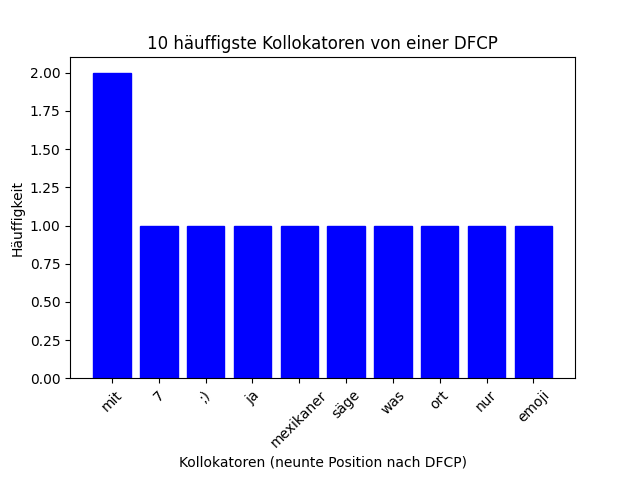 10 häuffigste Kollokatoren von einer DFCP
Häuffigkeit
2.00
1.75
1.50
1.25
1.00
0.75
0.50
0.25
0.00
mit
7
;)
ja
mexikaner
säge
was
ort
nur
emoji
Kollokatoren (neunte Position nach DFCP)